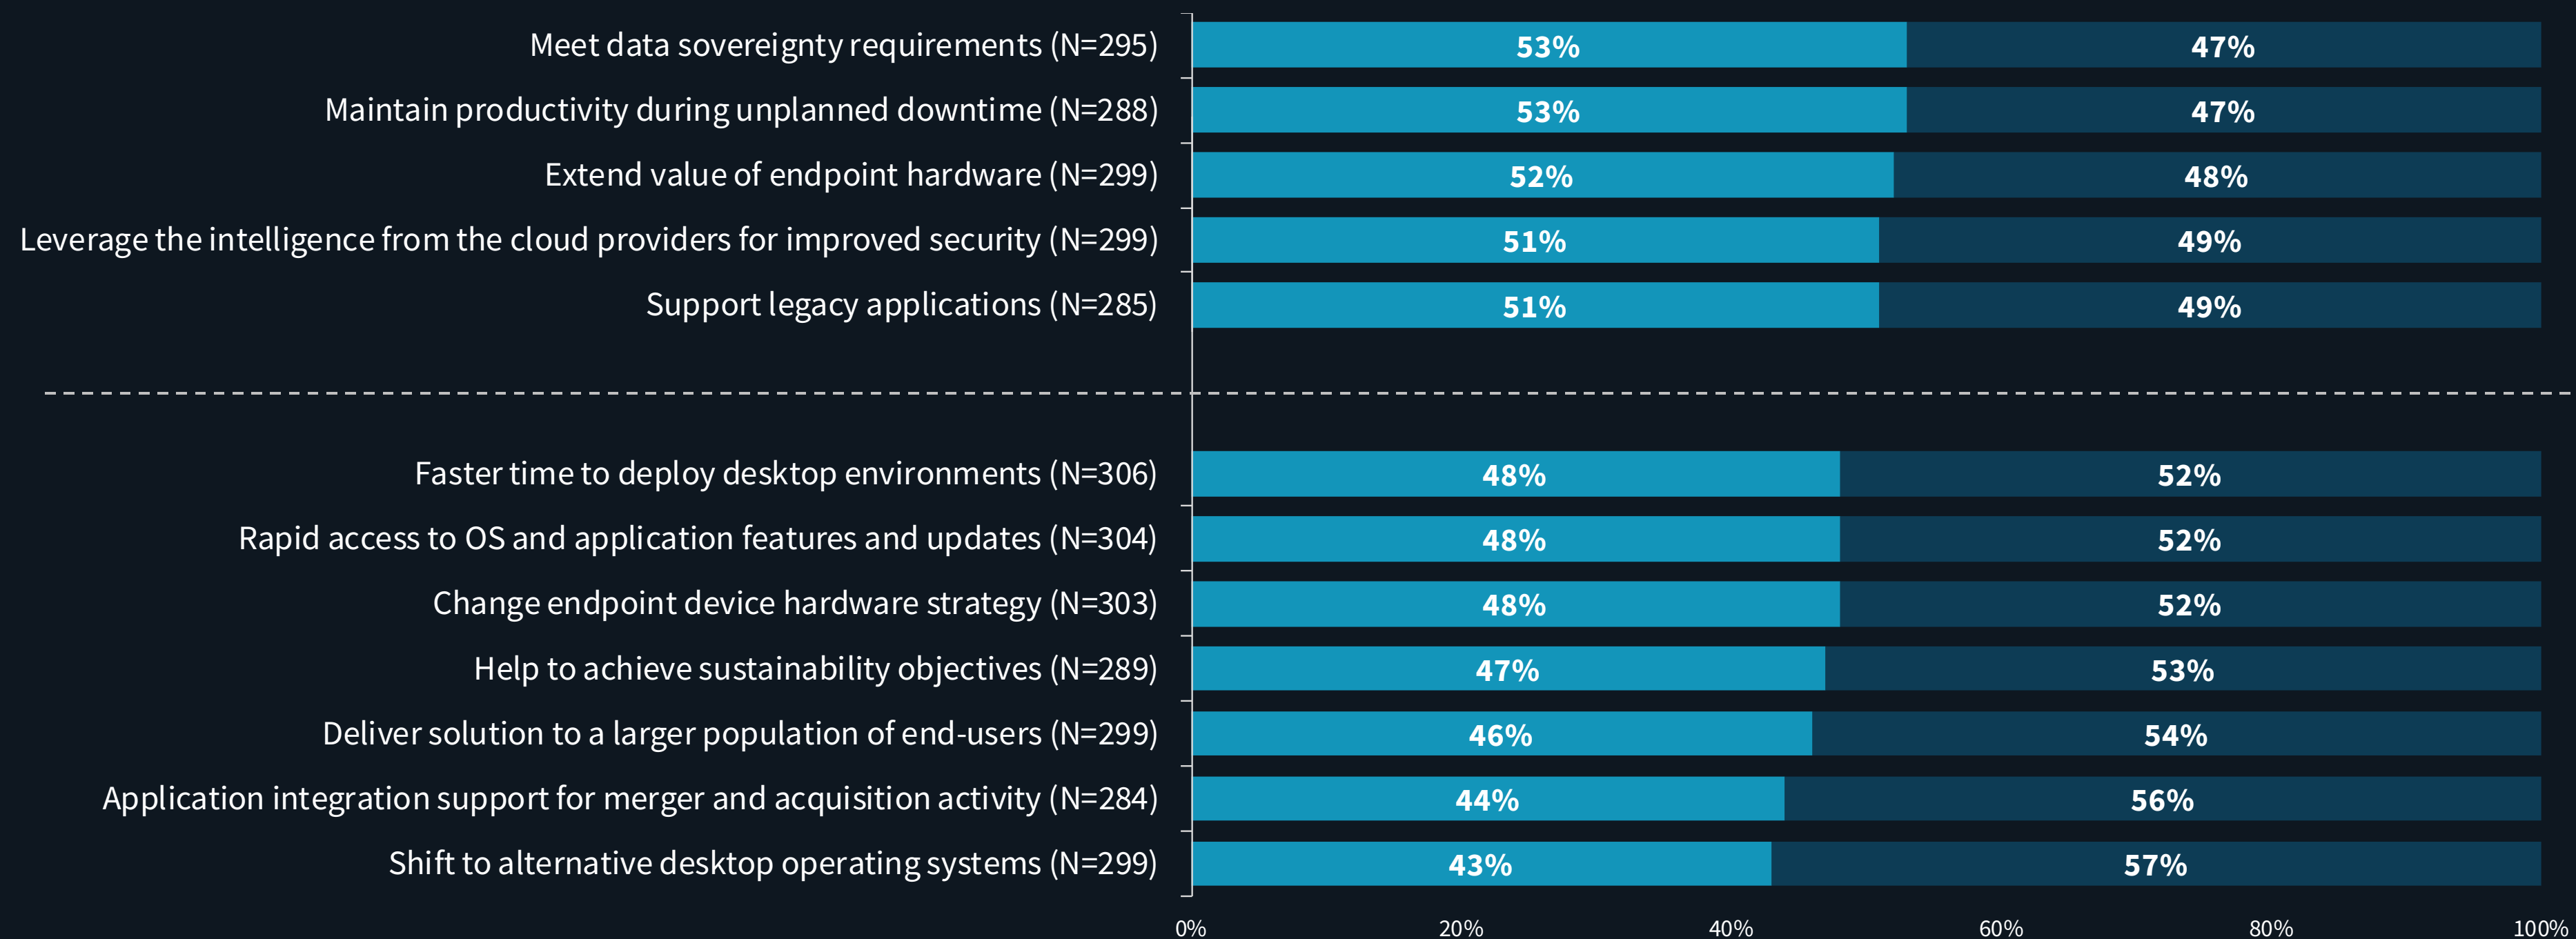 Meet data sovereignty requirements (N=295) 53% 47%
Maintain productivity during unplanned downtime (N=288) 53% 47%
Extend value of endpoint hardware (N=299) 52% 48%
Leverage the intelligence from the cloud providers for improved security (N=299) 51% 49%
Support legacy applications (N=285) 51% 49%
Faster time to deploy desktop environments (N=306) 48% 52%
Rapid access to OS and application features and updates (N=304) 48% 52%
Change endpoint device hardware strategy (N=303) 48% 52%
Help to achieve sustainability objectives (N=289) 47% 53%
Deliver solution to a larger population of end-users (N=299) 46% 54%
Application integration support for merger and acquisition activity (N=284) 44% 56%
Shift to alternative desktop operating systems (N=299) 43% 57%
0% 20% 40% 60% 80% 100%